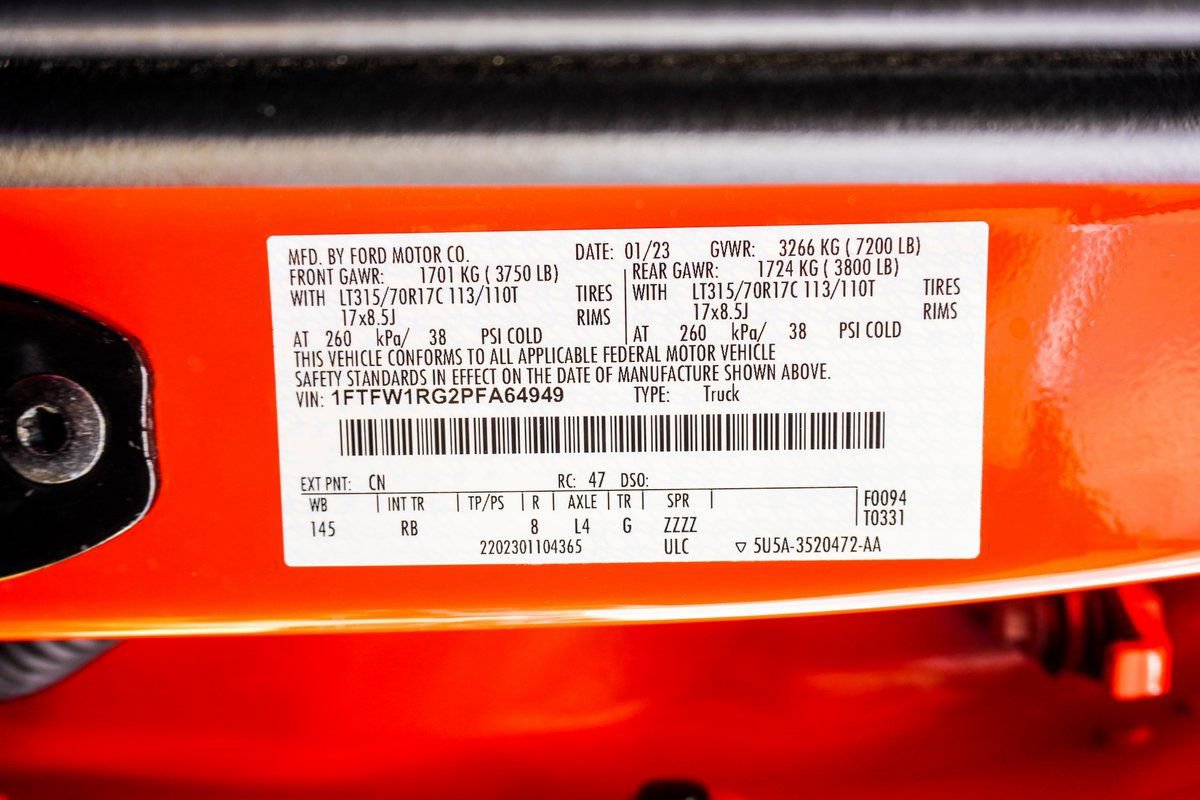 MFD. BY FORD MOTOR CO. DATE: 01/23 GVWR: 3266 KG ( 7200 LB)
FRONT GAWR: 1701 KG ( 3750 LB) REAR GAWR: 1724 KG ( 3800 LB)
WITH LT315/70R17C 113/110T TIRES WITH LT315/70R17C 113/110T TIRES
17x8.5J RIMS 17x8.5J RIMS
AT 260 kPa/ 38 PSI COLD AT 260 kPa/ 38 PSI COLD
THIS VEHICLE CONFORMS TO ALL APPLICABLE FEDERAL MOTOR VEHICLE
SAFETY STANDARDS IN EFFECT ON THE DATE OF MANUFACTURE SHOWN ABOVE.
VIN: 1FTFW1RG2PFA64949 TYPE: Truck
EXT PNT: CN RC: 47 DSO:
WB INT TR TP/PS R AXLE TR SPR F0094
145 RB 8 L4 G ZZZZ T0331
2202301104365 ULC ▽ 5U5A-3520472-AA